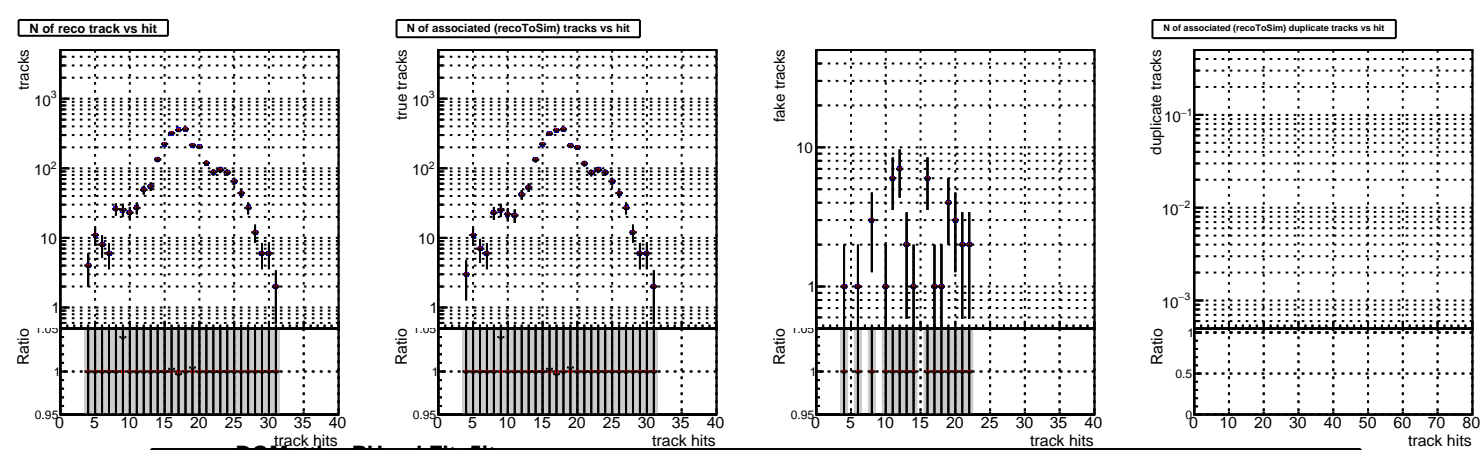 N of reco track vs hit
N of associated (recoToSim) tracks vs hit
N of associated (recoToSim) duplicate tracks vs hit
tracks
10³
10²
10
1
Ratio
1.05
1
0.95
0 5 10 15 20 25 30 35 40
track hits
true tracks
10³
10²
10
1
Ratio
1.05
1
0.95
0 5 10 15 20 25 30 35 40
track hits
fake tracks
10
1
Ratio
1.05
1
0.95
0 5 10 15 20 25 30 35 40
track hits
duplicate tracks
10⁻¹
10⁻²
10⁻³
Ratio
1
0.5
0
0 10 20 30 40 50 60 70 80
track hits